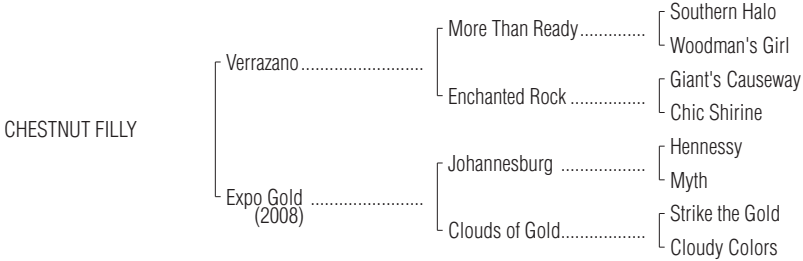 Southern Halo
More Than Ready..............
Woodman's Girl
Verrazano..........................
Giant's Causeway
Enchanted Rock ................
Chic Shirine
CHESTNUT FILLY
Hennessy
Johannesburg ..................
Myth
Expo Gold ........................
(2008)
Strike the Gold
Clouds of Gold..................
Cloudy Colors